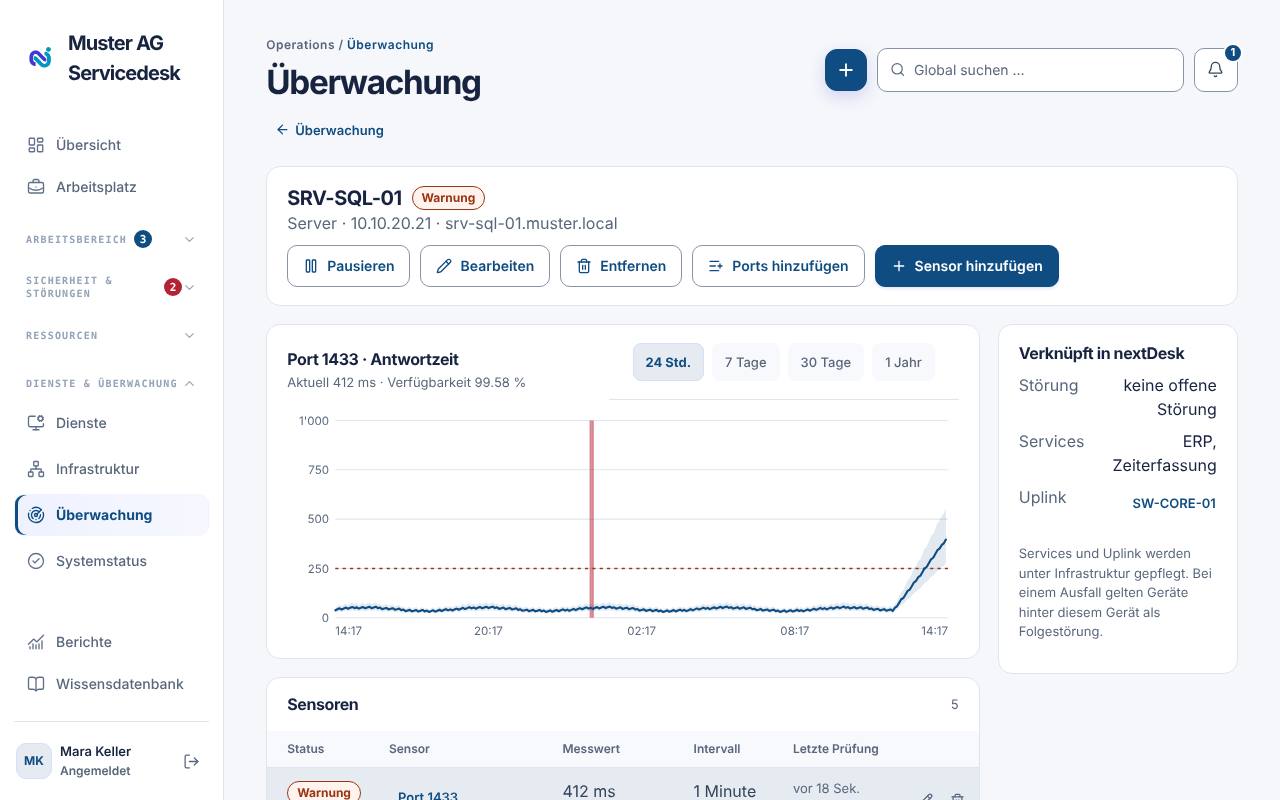 Muster AG
Servicedesk
Übersicht
Arbeitsplatz
ARBEITSBEREICH 3
SICHERHEIT &
STÖRUNGEN 2
RESSOURCEN
DIENSTE & ÜBERWACHUNG
Dienste
Infrastruktur
Überwachung
Systemstatus
Berichte
Wissensdatenbank
MK
Mara Keller
Angemeldet
Operations / Überwachung
Überwachung
Global suchen ...
1
Überwachung
SRV-SQL-01 Warnung
Server · 10.10.20.21 · srv-sql-01.muster.local
Pausieren Bearbeiten Entfernen Ports hinzufügen Sensor hinzufügen
Port 1433 · Antwortzeit
Aktuell 412 ms · Verfügbarkeit 99.58 %
24 Std. 7 Tage 30 Tage 1 Jahr
1'000
750
500
250
0
14:17 20:17 02:17 08:17 14:17
Verknüpft in nextDesk
Störung keine offene
Störung
Services ERP,
Zeiterfassung
Uplink SW-CORE-01
Services und Uplink werden
unter Infrastruktur gepflegt. Bei
einem Ausfall gelten Geräte
hinter diesem Gerät als
Folgestörung.
Sensoren 5
Status Sensor Messwert Intervall Letzte Prüfung
Warnung Port 1433 412 ms 1 Minute vor 18 Sek.